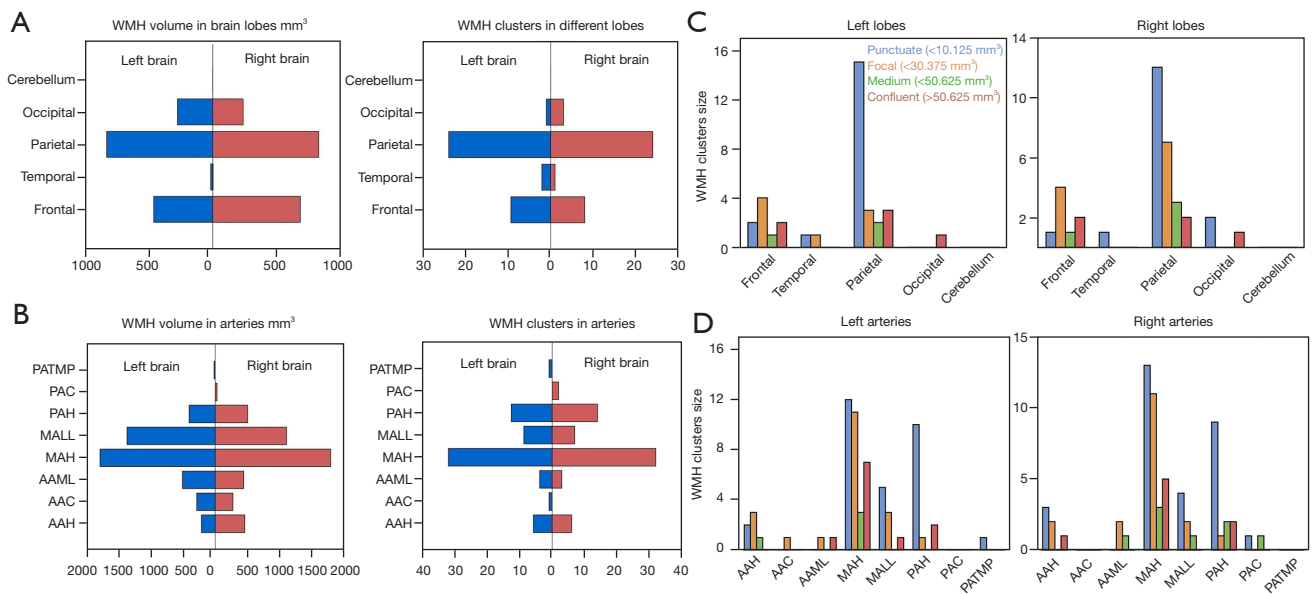 A
WMH volume in brain lobes mm³
Left brain
Right brain
Cerebellum
Occipital
Parietal
Temporal
Frontal
1000 500 0 500 1000
WMH clusters in different lobes
Left brain
Right brain
Cerebellum
Occipital
Parietal
Temporal
Frontal
30 20 10 0 10 20 30
B
WMH volume in arteries mm³
Left brain
Right brain
PATMP
PAC
PAH
MALL
MAH
AAML
AAC
AAH
2000 1500 1000 500 0 500 1000 1500 2000
WMH clusters in arteries
Left brain
Right brain
PATMP
PAC
PAH
MALL
MAH
AAML
AAC
AAH
40 30 20 10 0 10 20 30 40
C
Left lobes
WMH clusters size
16
12
8
4
0
Punctuate (<10.125 mm³)
Focal (<30.375 mm³)
Medium (<50.625 mm³)
Confluent (>50.625 mm³)
Frontal Temporal Parietal Occipital Cerebellum
Right lobes
14
10
6
2
Frontal Temporal Parietal Occipital Cerebellum
D
Left arteries
WMH clusters size
16
12
8
4
0
AAH AAC AAML MAH MALL PAH PAC PATMP
Right arteries
15
10
5
0
AAH AAC AAML MAH MALL PAH PAC PATMP